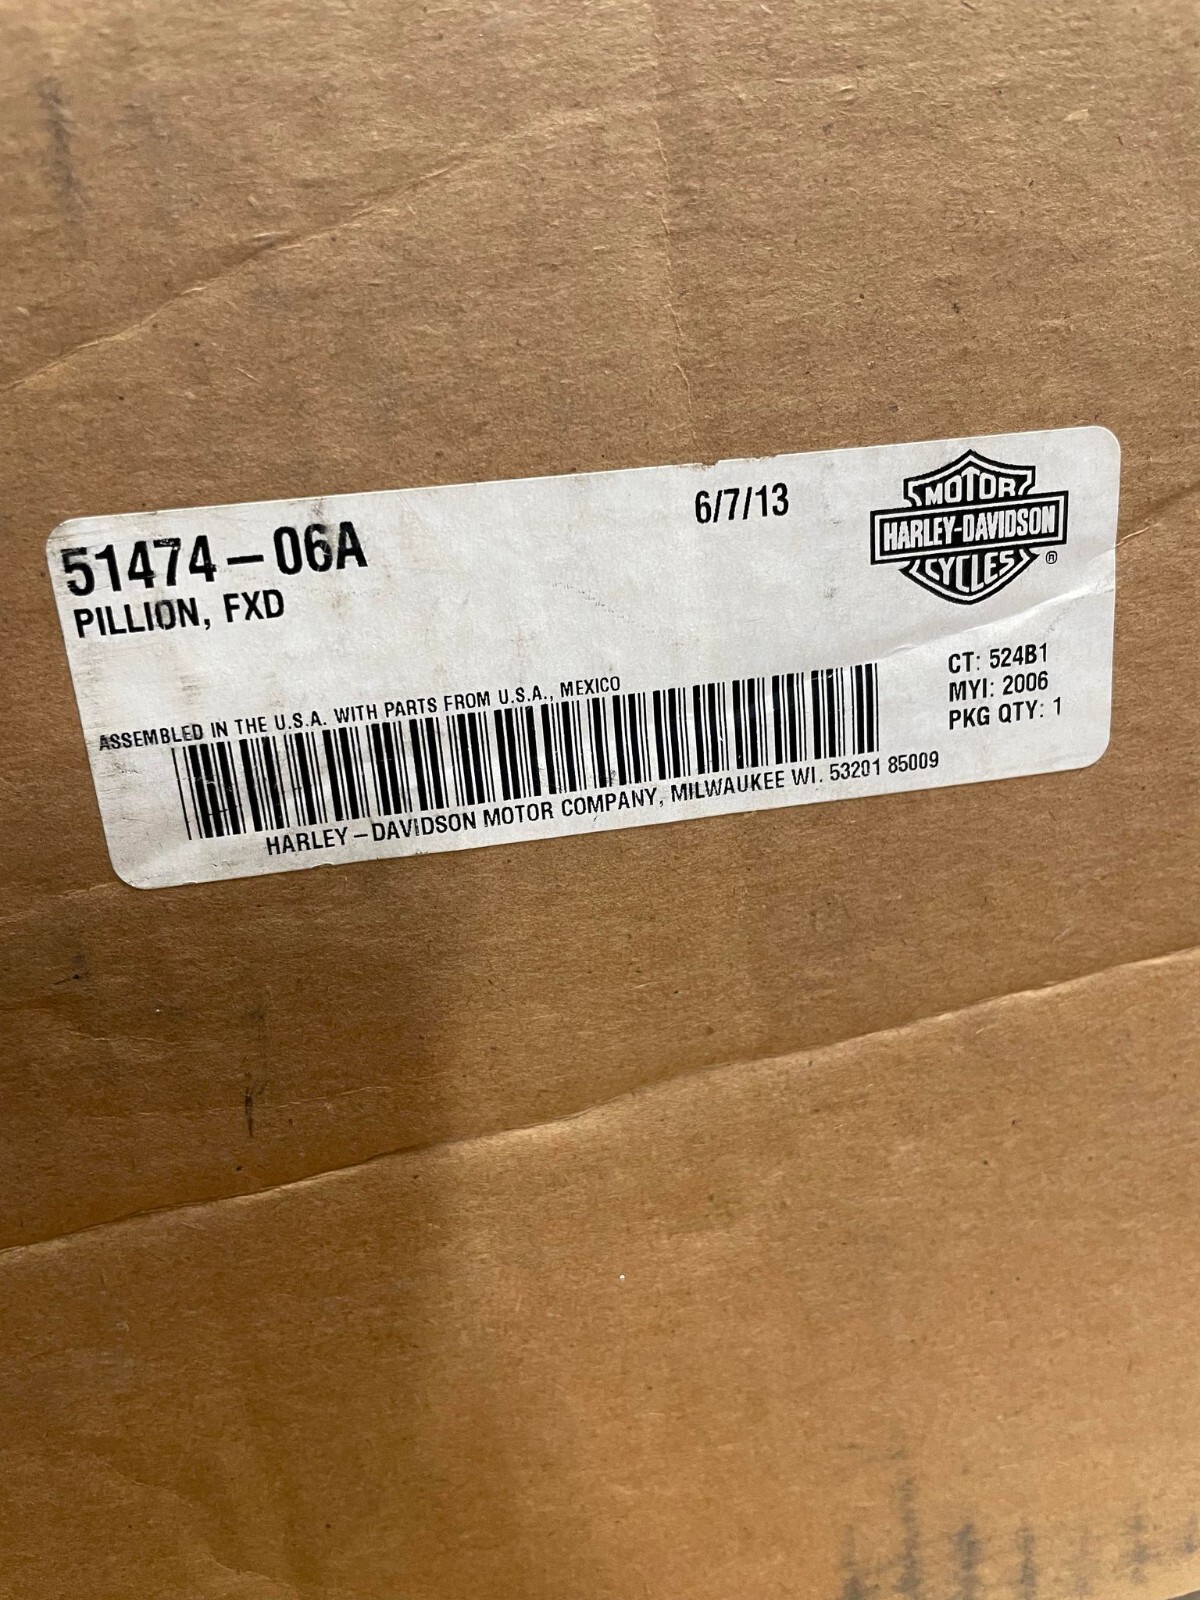 51474-06A
PILLION, FXD
6/7/13
MOTOR
HARLEY-DAVIDSON
CYCLES ®
ASSEMBLED IN THE U.S.A. WITH PARTS FROM U.S.A., MEXICO
CT: 524B1
MYI: 2006
PKG QTY: 1
HARLEY-DAVIDSON MOTOR COMPANY, MILWAUKEE WI. 53201 85009